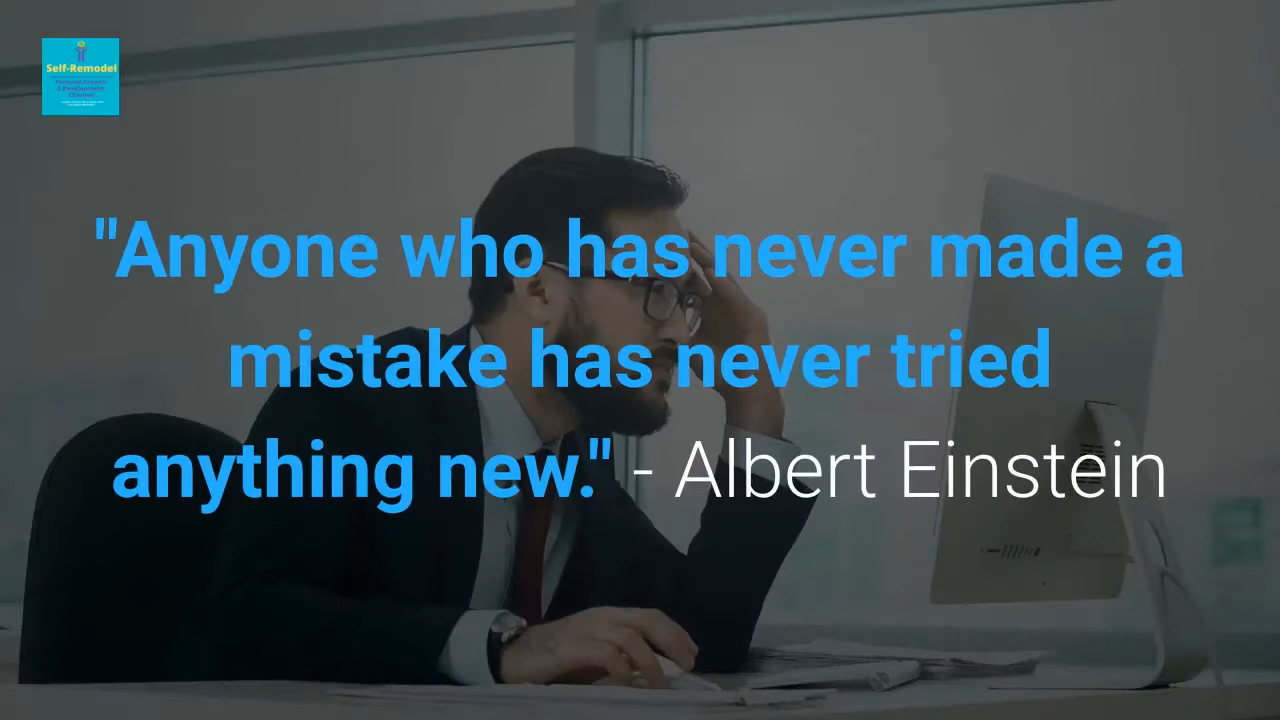 Self-Remodel
"Anyone who has never made a
mistake has never tried
anything new." - Albert Einstein